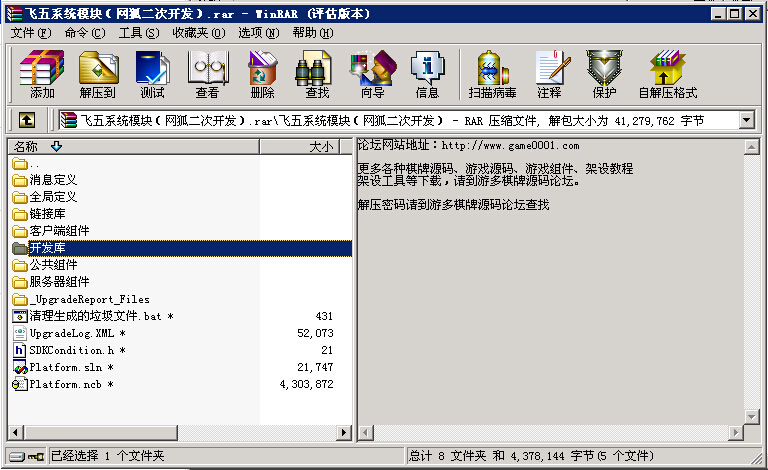 飞五系统模块(网狐二次开发).rar - WinRAR (评估版本)
文件(F) 命令(C) 工具(S) 收藏夹(O) 选项(N) 帮助(H)
添加 解压到 测试 查看 删除 查找 向导 信息 扫描病毒 注释 保护 自解压格式
飞五系统模块(网狐二次开发).rar\飞五系统模块(网狐二次开发) - RAR 压缩文件, 解包大小为 41,279,762 字节
名称 大小
..
消息定义
全局定义
链接库
客户端组件
开发库
公共组件
服务器组件
_UpgradeReport_Files
清理生成的垃圾文件.bat * 431
UpgradeLog.XML * 52,073
SDKCondition.h * 21
Platform.sln * 21,747
Platform.ncb * 4,303,872
论坛网站地址：http://www.game0001.com
更多各种棋牌源码、游戏源码、游戏组件、架设教程
架设工具等下载，请到游多棋牌源码论坛。
解压密码请到游多棋牌源码论坛查找
已经选择 1 个文件夹
总计 8 文件夹 和 4,378,144 字节(5 个文件)